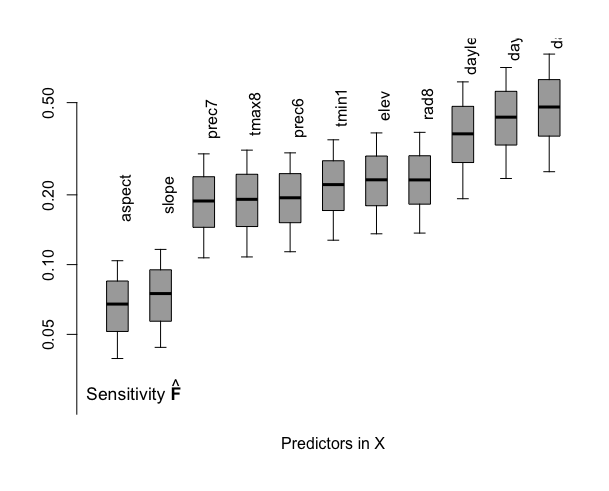 0.50
0.20
0.10
0.05
aspect
slope
prec7
tmax8
prec6
tmin1
elev
rad8
dayle
day
Sensitivity F̂
Predictors in X